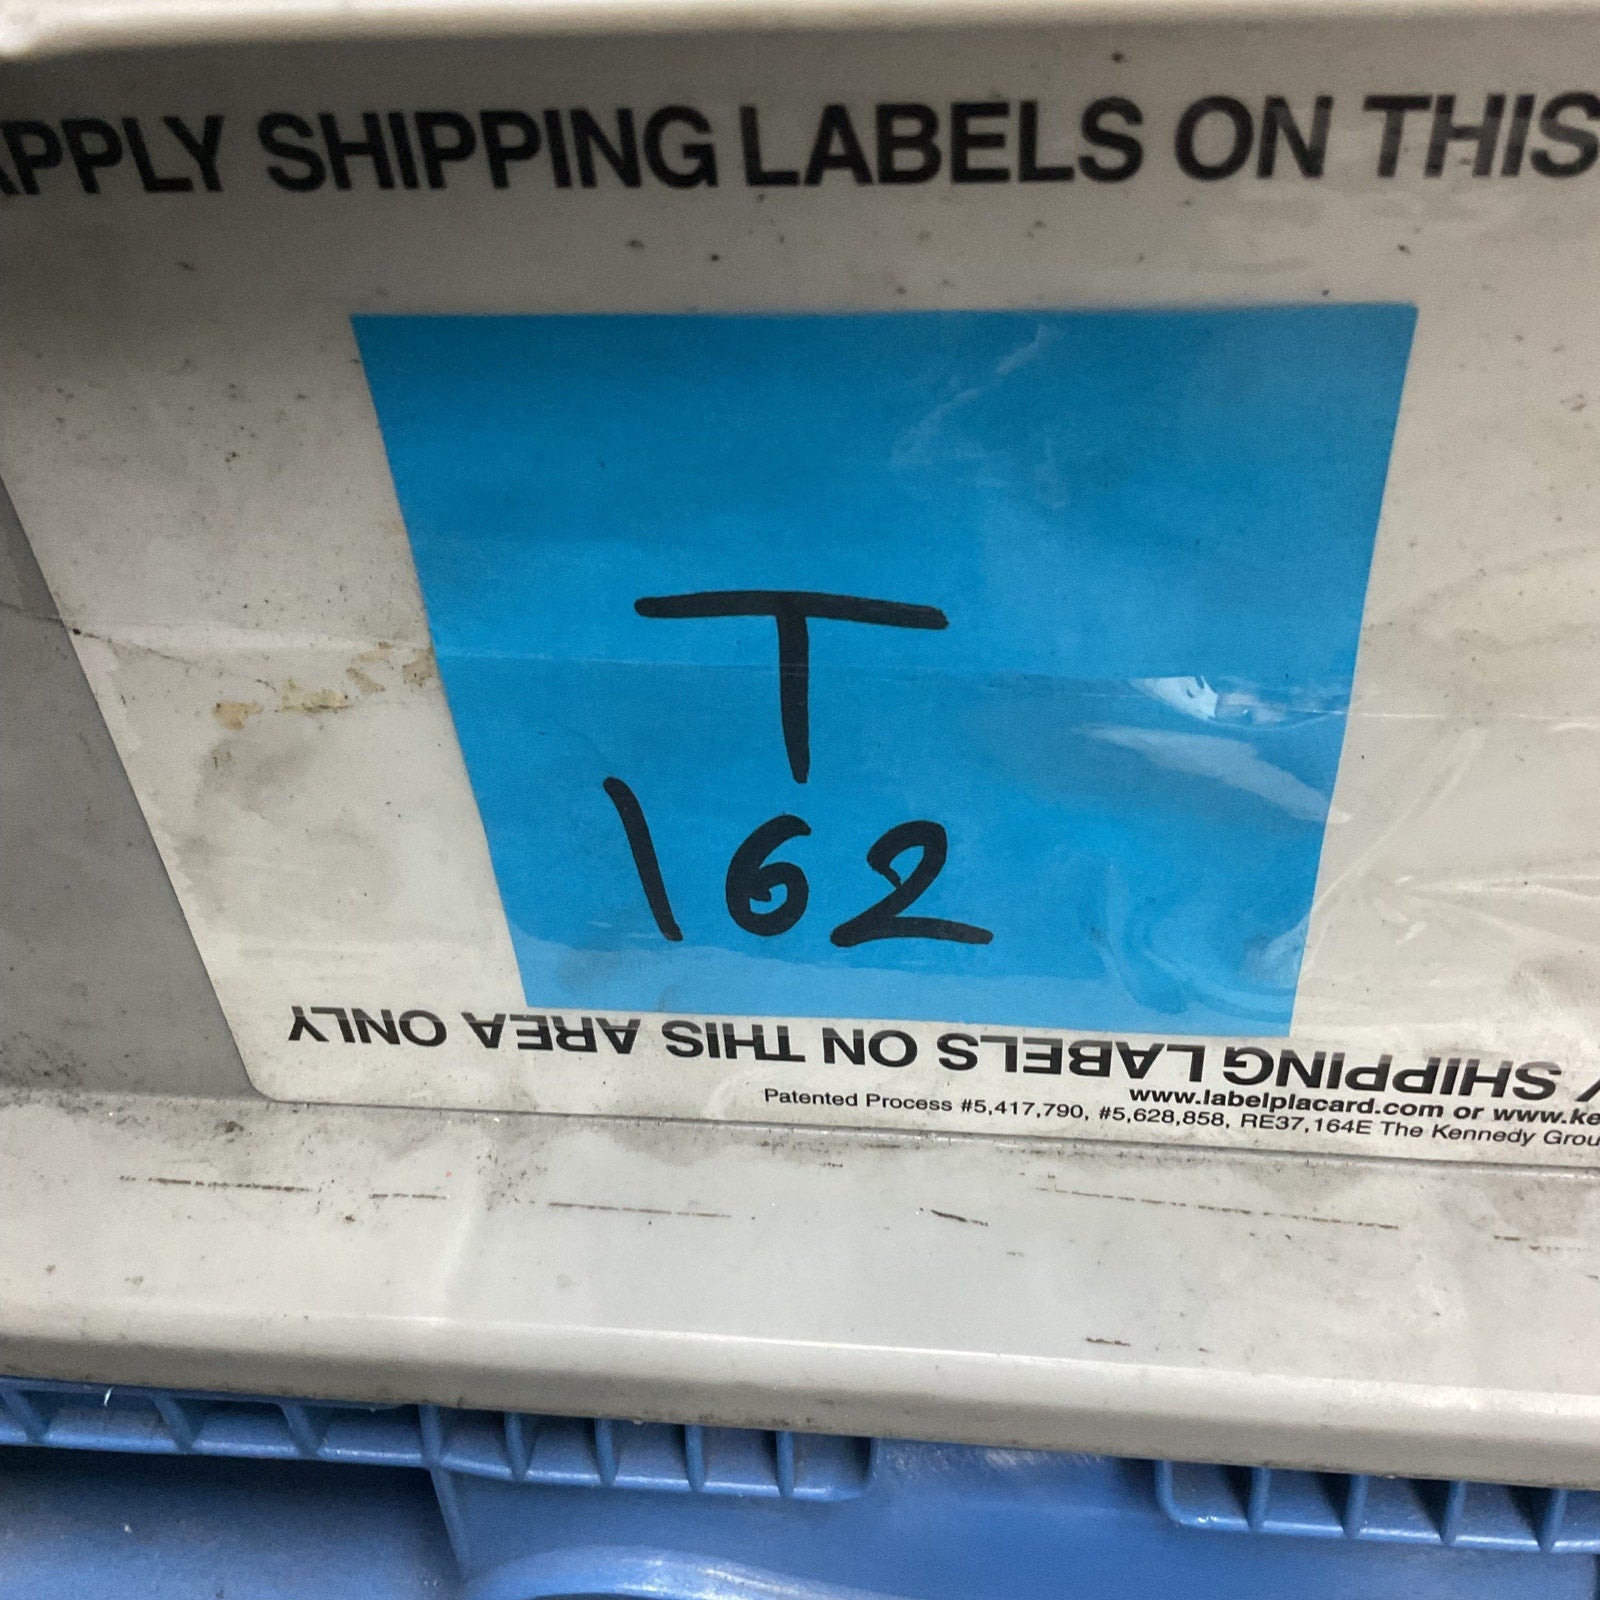 APPLY SHIPPING LABELS ON THIS
T
162
SHIPPING LABELS ON THIS AREA ONLY
www.labelplacard.com or www.ke
Patented Process #5,417,790, #5,628,858, RE37,164E The Kennedy Grou